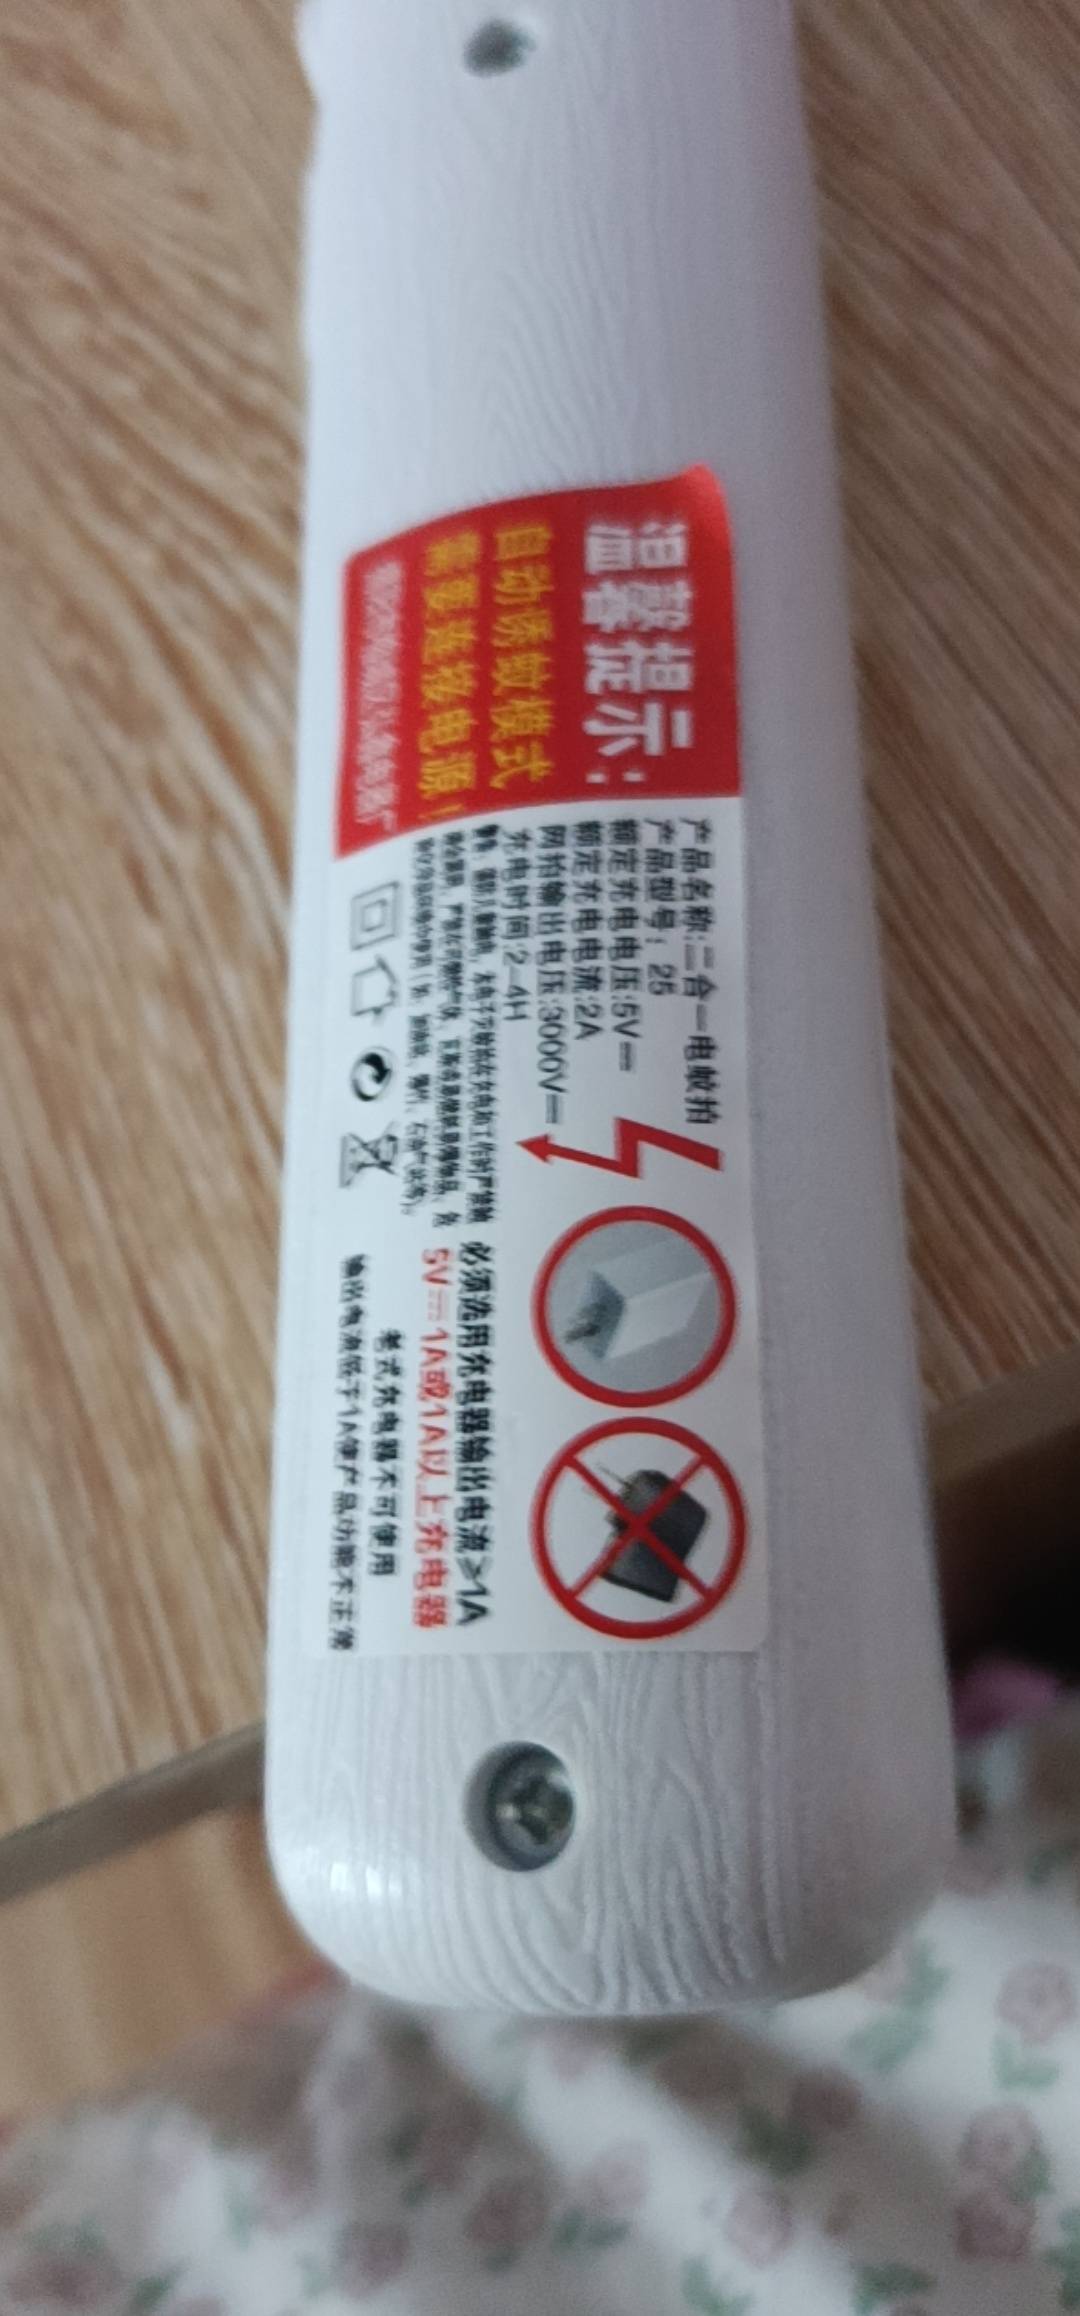 温馨提示:
自动诱蚊模式
需要连接电源!
产品名称:二合一电蚊拍
产品型号: 25
额定充电电压:5V⎓
额定充电电流:2A
网拍输出电压:3000V⎓
充电时间:2-4H
必须选用充电器输出电流≥1A
5V⎓1A或1A以上充电器
老式充电器不可使用
输出电流低于1A使产品功能不正常